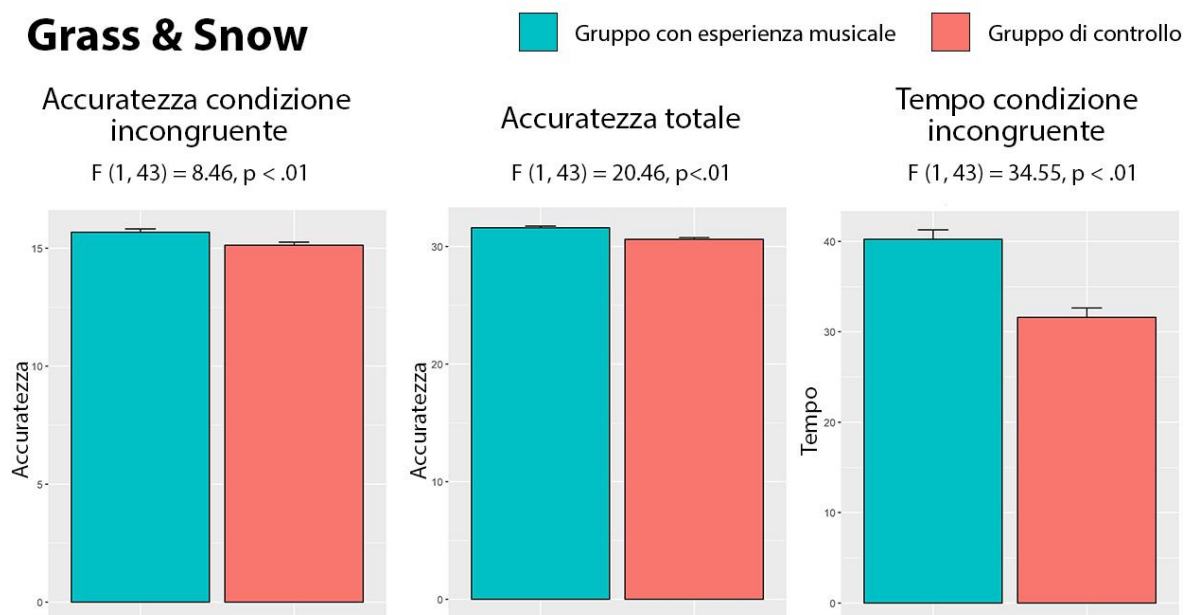 Grass & Snow
Gruppo con esperienza musicale
Gruppo di controllo
Accuratezza condizione
incongruente
F (1, 43) = 8.46, p < .01
Accuratezza
15
10
5
0
Accuratezza totale
F (1, 43) = 20.46, p<.01
Accuratezza
30
20
10
0
Tempo condizione
incongruente
F (1, 43) = 34.55, p < .01
Tempo
40
30
20
10
0